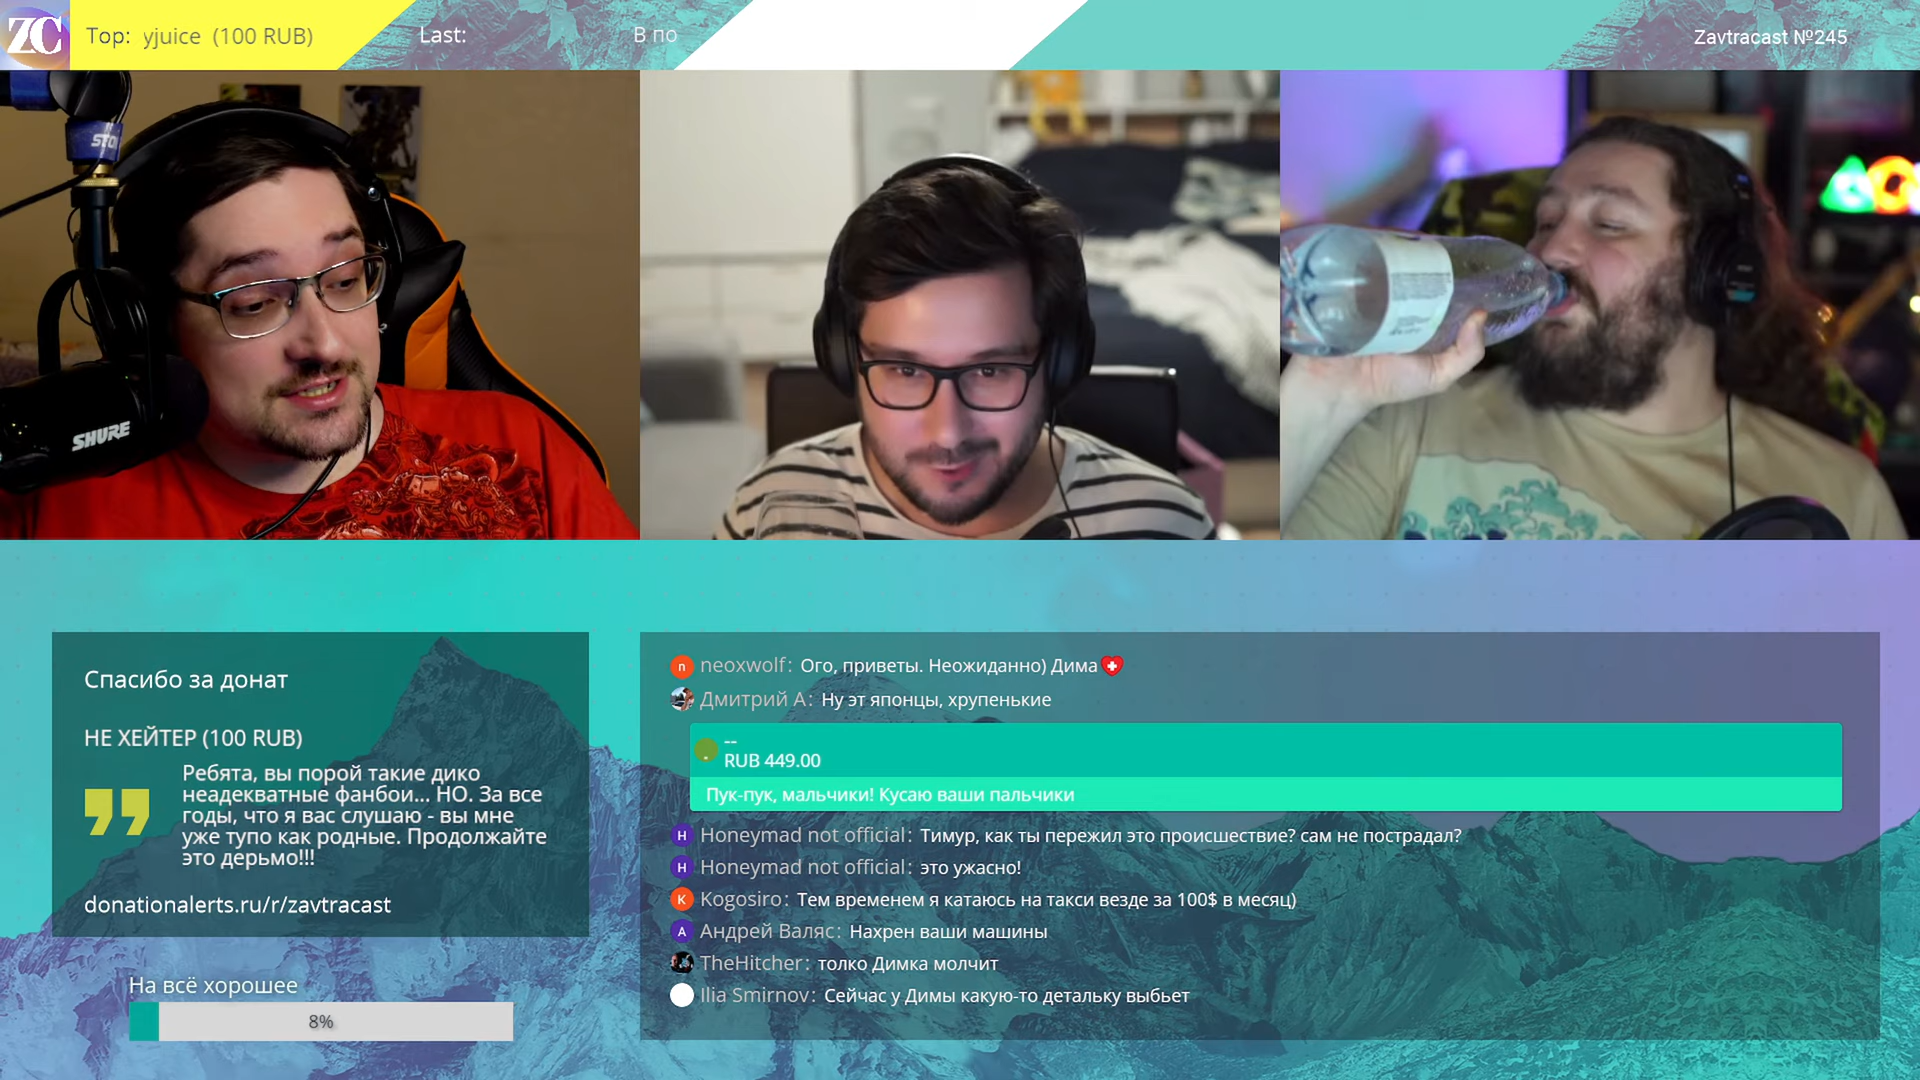 ZC
Top: yjuice (100 RUB)
Last:
В по
Zavtracast №245
SHURE
Спасибо за донат
НЕ ХЕЙТЕР (100 RUB)
Ребята, вы порой такие дико
неадекватные фанбои... НО. За все
годы, что я вас слушаю - вы мне
уже тупо как родные. Продолжайте
это дерьмо!!!
donationalerts.ru/r/zavtracast
На всё хорошее
8%
neoxwolf: Ого, приветы. Неожиданно) Дима
Дмитрий А: Ну эт японцы, хрупенькие
--
RUB 449.00
Пук-пук, мальчики! Кусаю ваши пальчики
Honeymad not official: Тимур, как ты пережил это происшествие? сам не пострадал?
Honeymad not official: это ужасно!
Kogosiro: Тем временем я катаюсь на такси везде за 100$ в месяц)
Андрей Валяс: Нахрен ваши машины
TheHitcher: толко Димка молчит
Ilia Smirnov: Сейчас у Димы какую-то детальку выбьет